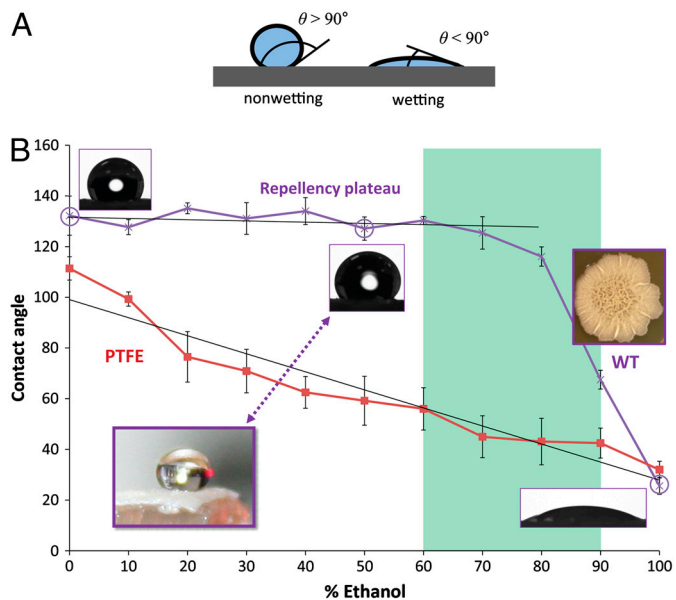 A
θ > 90°
θ < 90°
nonwetting
wetting
B
160
140
120
100
80
60
40
20
0
Contact angle
Repellency plateau
PTFE
WT
0 10 20 30 40 50 60 70 80 90 100
% Ethanol